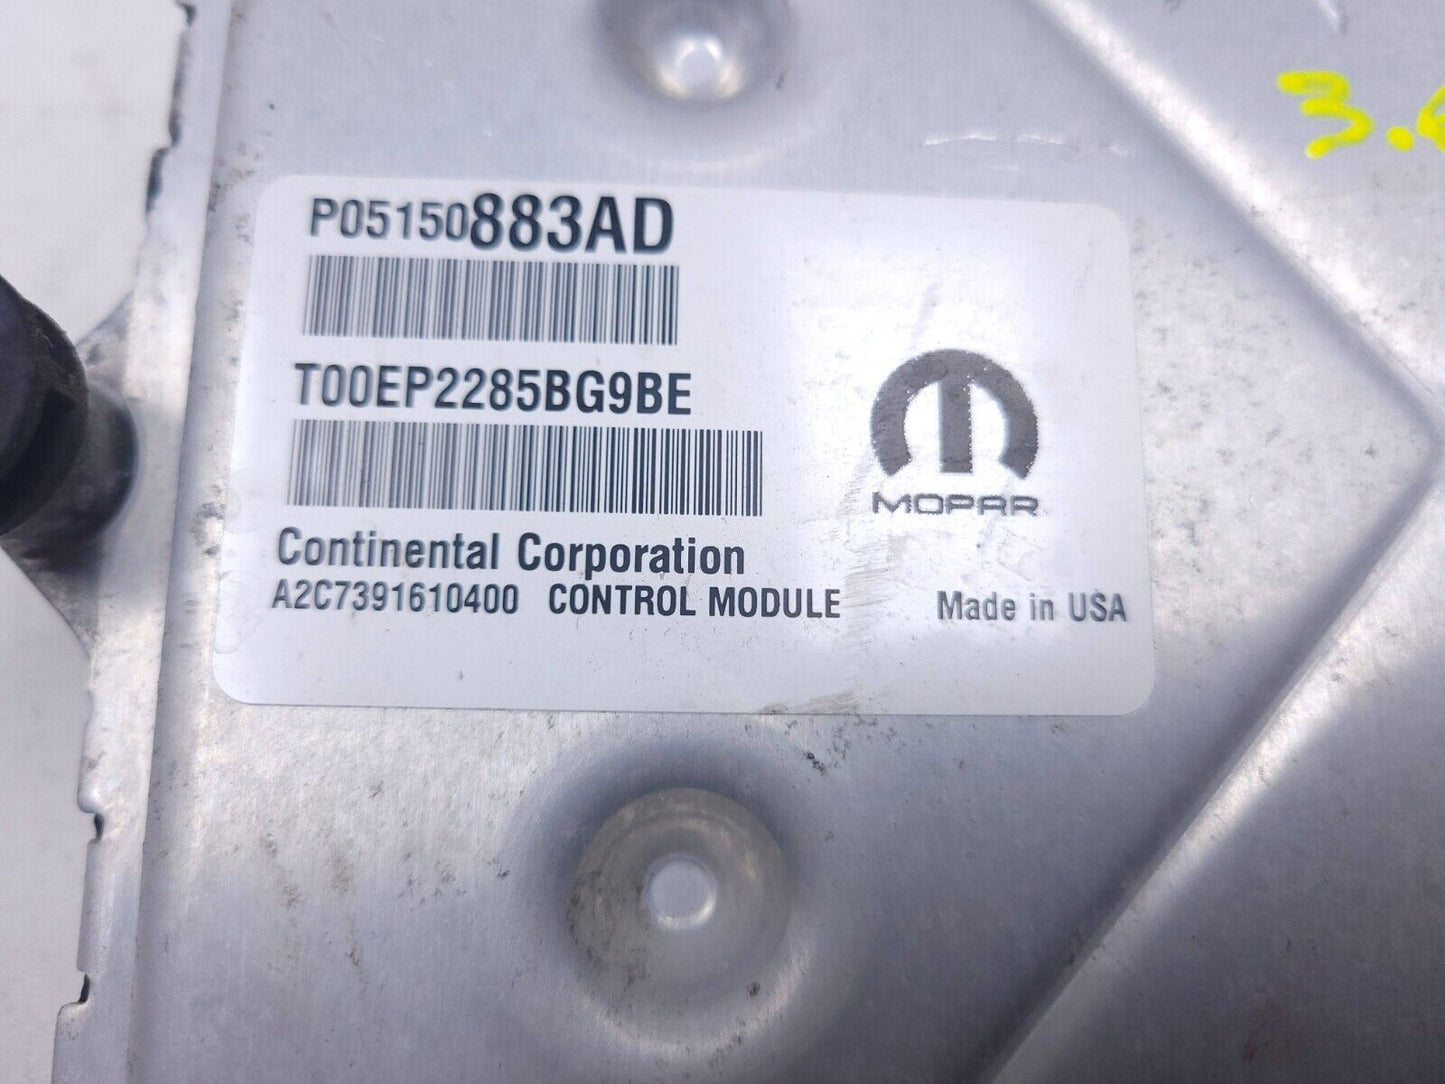 P05150883AD
T00EP2285BG9BE
MOPAR
Continental Corporation
A2C7391610400 CONTROL MODULE Made in USA